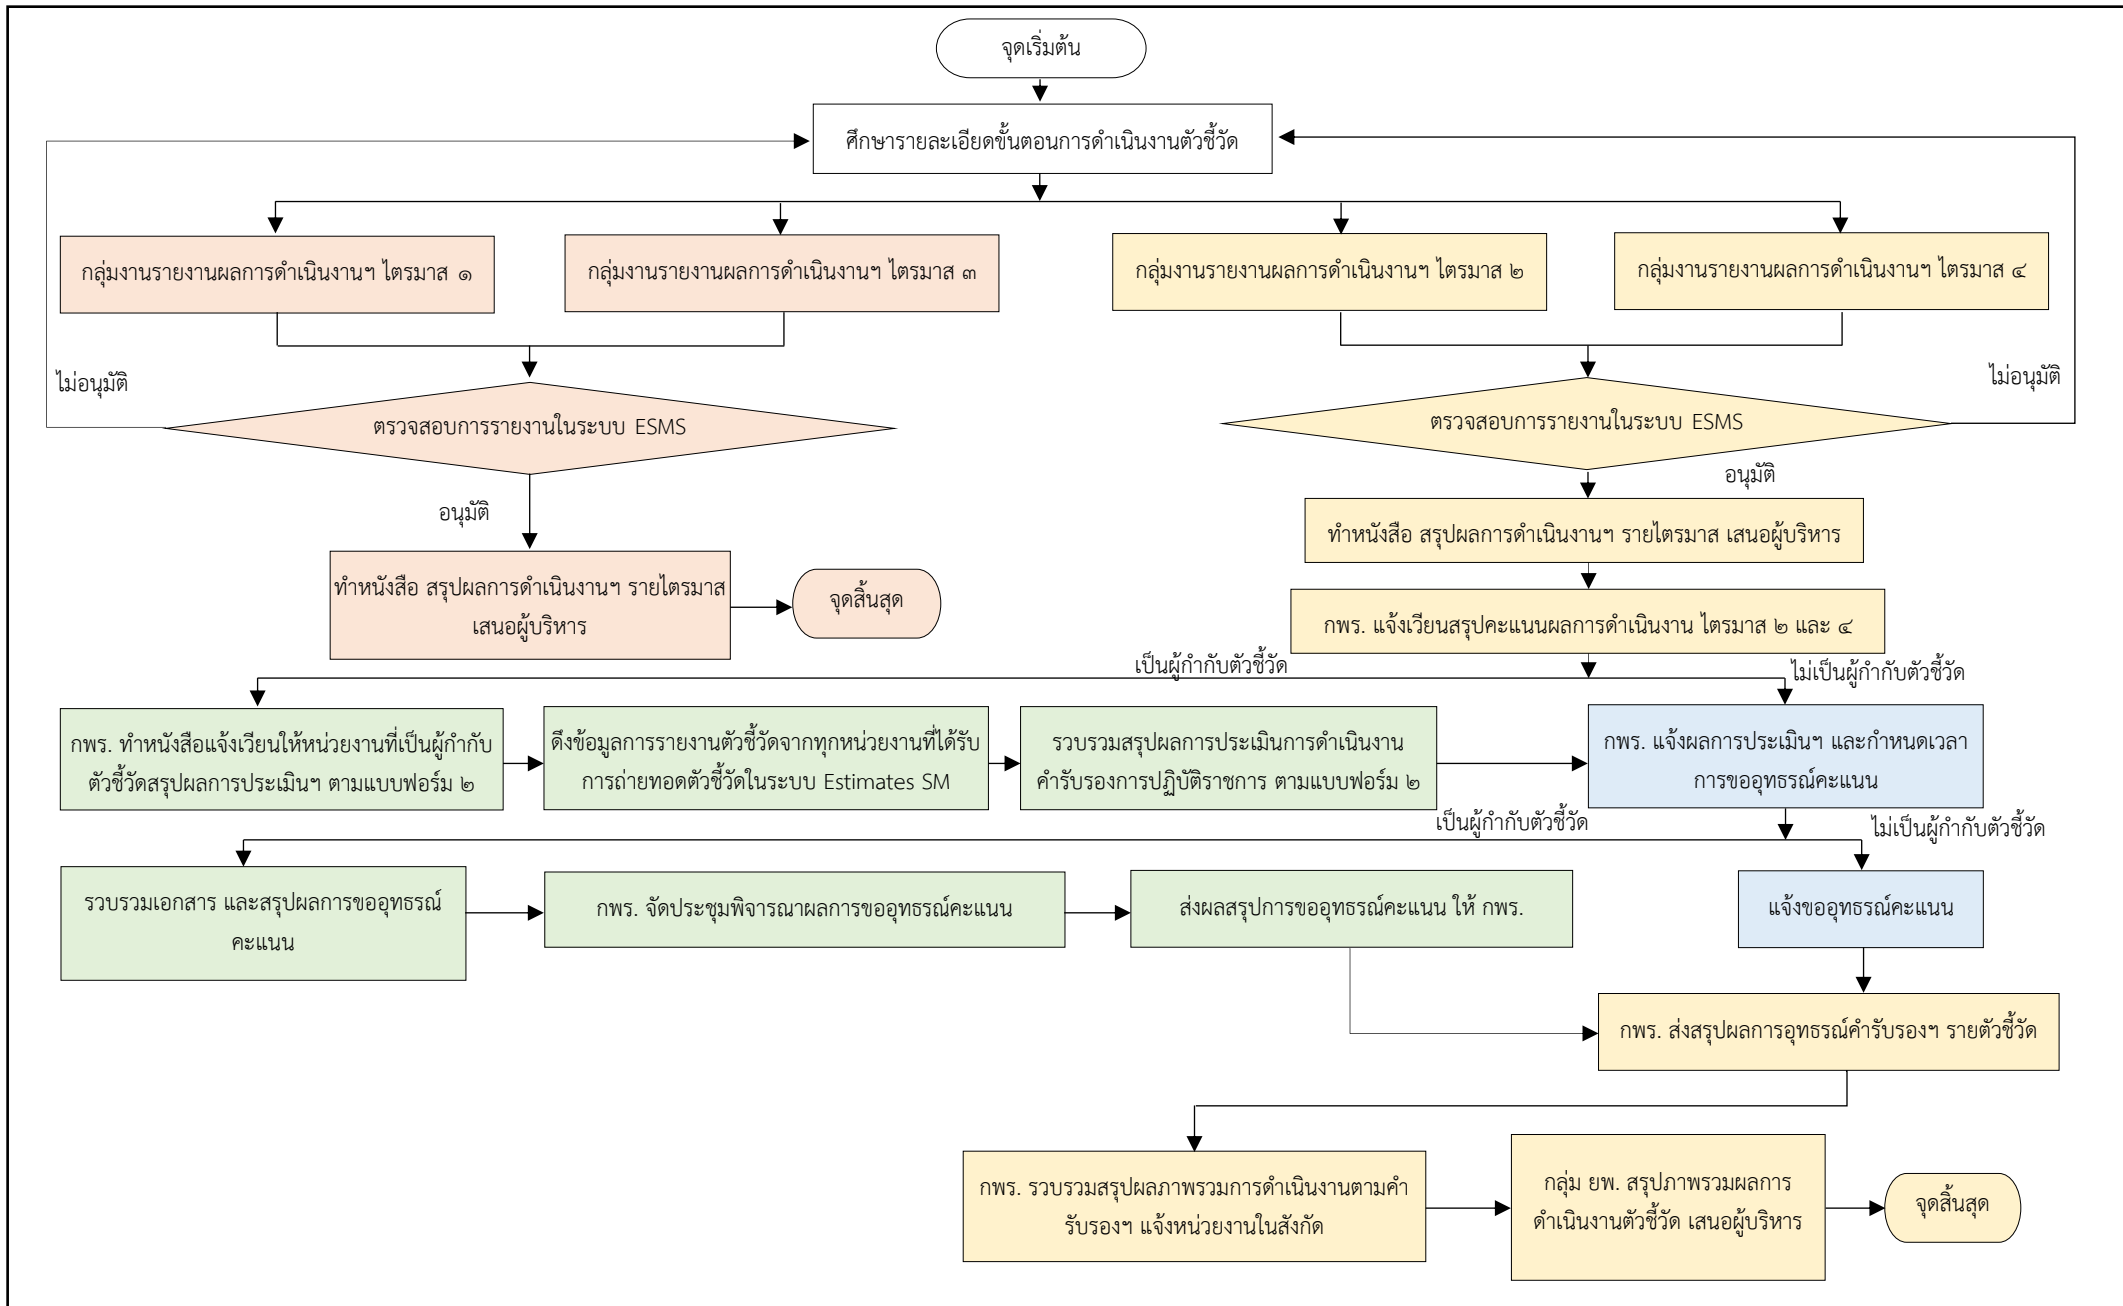 จุดเริ่มต้น
ศึกษารายละเอียดขั้นตอนการดำเนินงานตัวชี้วัด
กลุ่มงานรายงานผลการดำเนินงานฯ ไตรมาส ๑
กลุ่มงานรายงานผลการดำเนินงานฯ ไตรมาส ๓
กลุ่มงานรายงานผลการดำเนินงานฯ ไตรมาส ๒
กลุ่มงานรายงานผลการดำเนินงานฯ ไตรมาส ๔
ไม่อนุมัติ
ไม่อนุมัติ
ตรวจสอบการรายงานในระบบ ESMS
ตรวจสอบการรายงานในระบบ ESMS
อนุมัติ
อนุมัติ
ทำหนังสือ สรุปผลการดำเนินงานฯ รายไตรมาส เสนอผู้บริหาร
ทำหนังสือ สรุปผลการดำเนินงานฯ รายไตรมาส
เสนอผู้บริหาร
จุดสิ้นสุด
กพร. แจ้งเวียนสรุปคะแนนผลการดำเนินงาน ไตรมาส ๒ และ ๔
เป็นผู้กำกับตัวชี้วัด
ไม่เป็นผู้กำกับตัวชี้วัด
กพร. ทำหนังสือแจ้งเวียนให้หน่วยงานที่เป็นผู้กำกับ
ตัวชี้วัดสรุปผลการประเมินฯ ตามแบบฟอร์ม ๒
ดึงข้อมูลการรายงานตัวชี้วัดจากทุกหน่วยงานที่ได้รับ
การถ่ายทอดตัวชี้วัดในระบบ Estimates SM
รวบรวมสรุปผลการประเมินการดำเนินงาน
คำรับรองการปฏิบัติราชการ ตามแบบฟอร์ม ๒
กพร. แจ้งผลการประเมินฯ และกำหนดเวลา
การขออุทธรณ์คะแนน
เป็นผู้กำกับตัวชี้วัด
ไม่เป็นผู้กำกับตัวชี้วัด
รวบรวมเอกสาร และสรุปผลการขออุทธรณ์
คะแนน
กพร. จัดประชุมพิจารณาผลการขออุทธรณ์คะแนน
ส่งผลสรุปการขออุทธรณ์คะแนน ให้ กพร.
แจ้งขออุทธรณ์คะแนน
กพร. ส่งสรุปผลการอุทธรณ์คำรับรองฯ รายตัวชี้วัด
กพร. รวบรวมสรุปผลภาพรวมการดำเนินงานตามคำ
รับรองฯ แจ้งหน่วยงานในสังกัด
กลุ่ม ยพ. สรุปภาพรวมผลการ
ดำเนินงานตัวชี้วัด เสนอผู้บริหาร
จุดสิ้นสุด